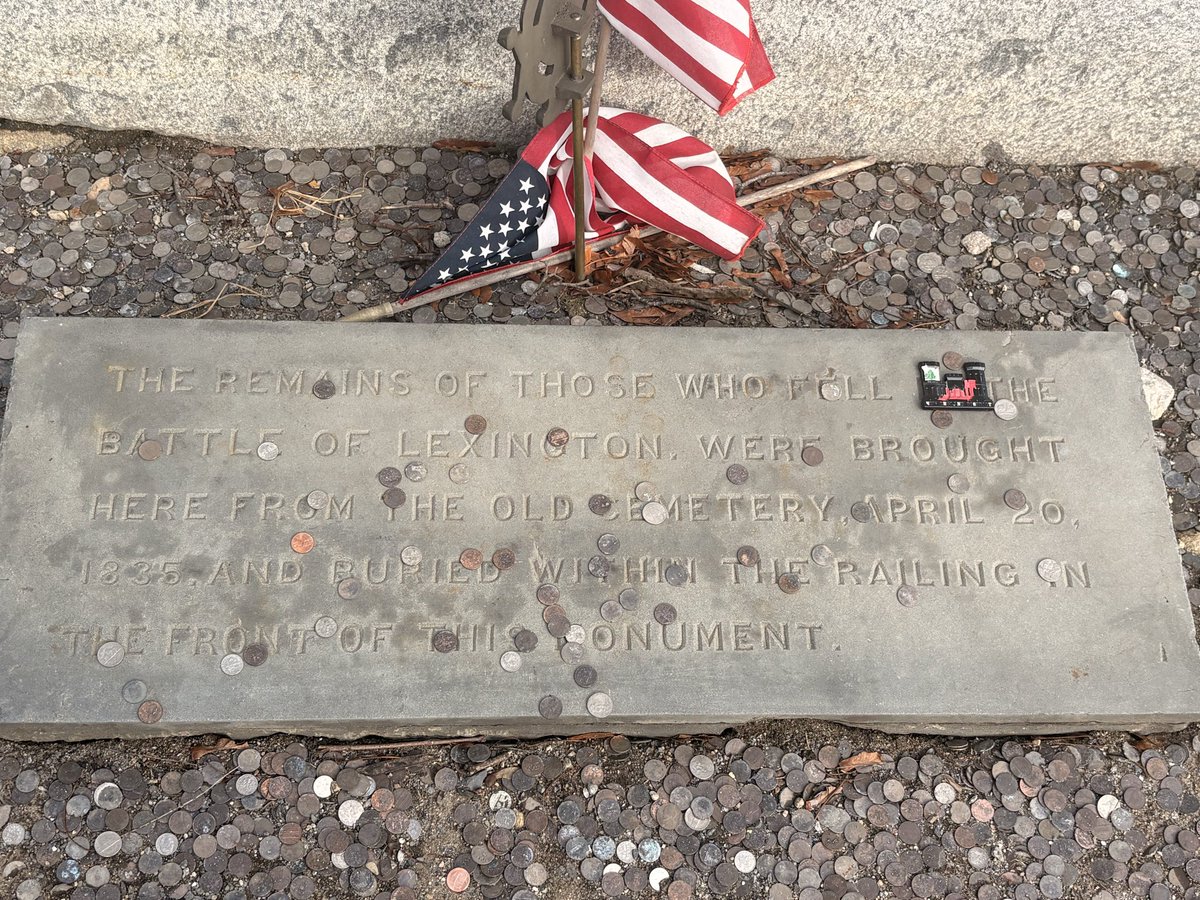 THE REMAINS OF THOSE WHO FELL THE
BATTLE OF LEXINGTON, WERE BROUGHT
HERE FROM THE OLD CEMETERY, APRIL 20,
1835, AND BURIED WITHIN THE RAILING IN
THE FRONT OF THIS MONUMENT.